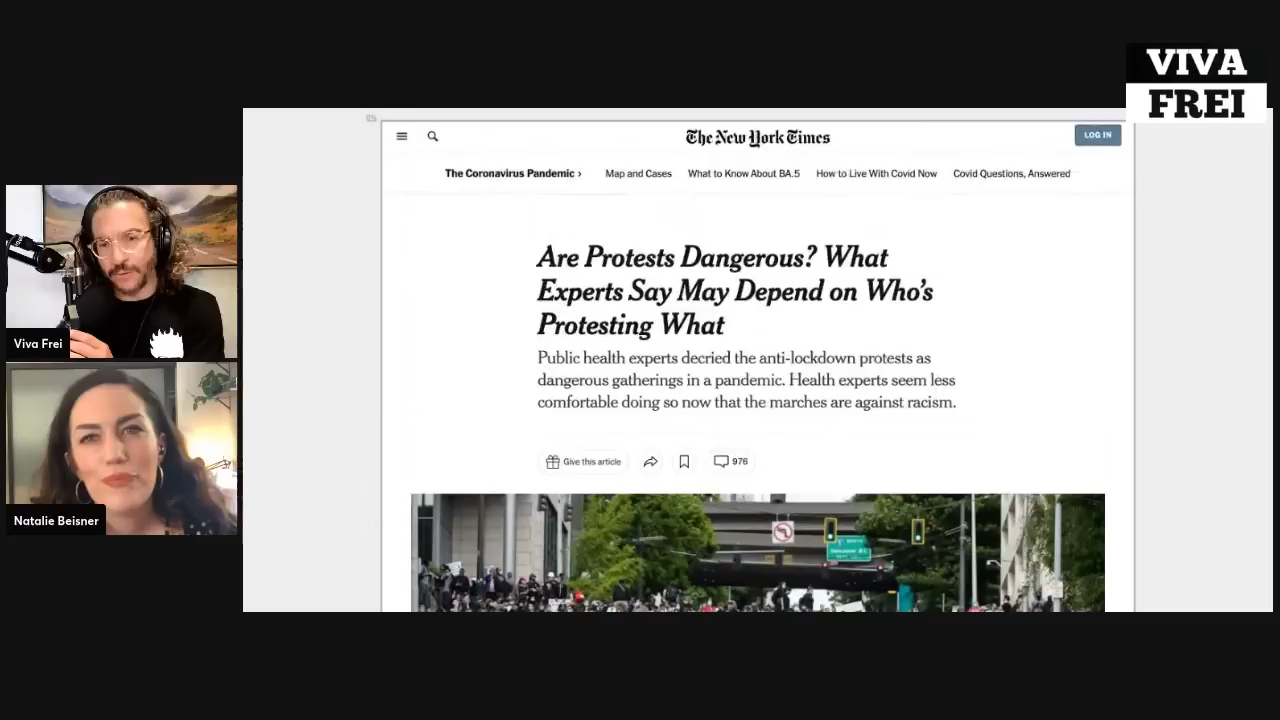 VIVA
FREI
The New York Times
LOG IN
The Coronavirus Pandemic ›
Map and Cases
What to Know About BA.5
How to Live With Covid Now
Covid Questions, Answered
Are Protests Dangerous? What
Experts Say May Depend on Who's
Protesting What
Public health experts decried the anti-lockdown protests as
dangerous gatherings in a pandemic. Health experts seem less
comfortable doing so now that the marches are against racism.
Give this article
976
Viva Frei
Natalie Beisner